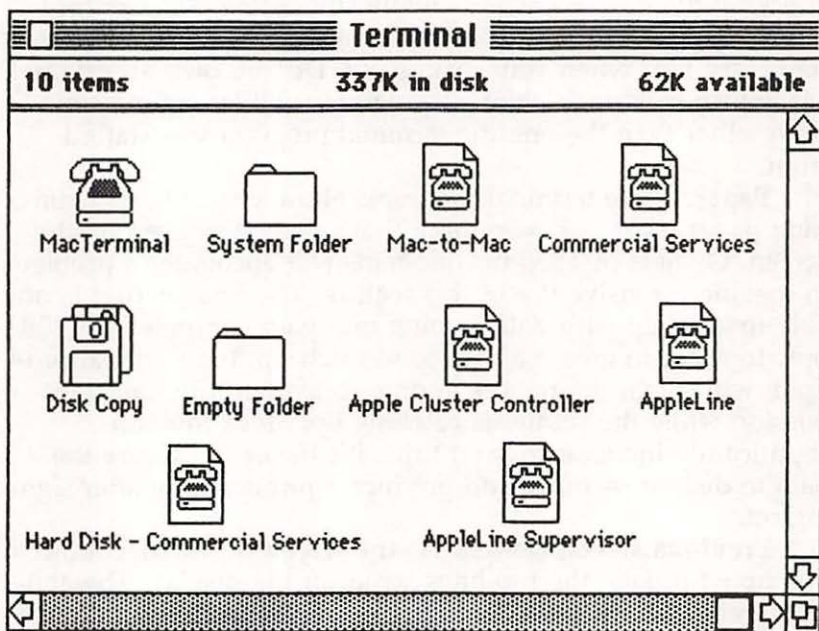 Terminal
10 items 337K in disk 62K available
MacTerminal System Folder Mac-to-Mac Commercial Services
Disk Copy Empty Folder Apple Cluster Controller AppleLine
Hard Disk - Commercial Services AppleLine Supervisor